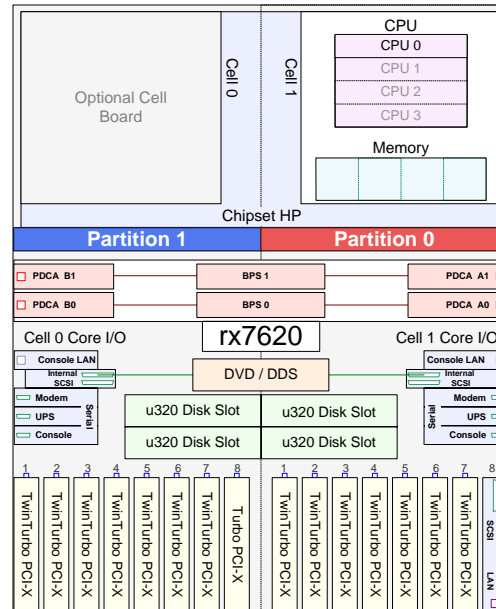 CPU
CPU 0
CPU 1
CPU 2
CPU 3
Cell 0
Cell 1
Optional Cell
Board
Memory
Chipset HP
Partition 1
Partition 0
PDCA B1
BPS 1
PDCA A1
PDCA B0
BPS 0
PDCA A0
Cell 0 Core I/O
rx7620
Cell 1 Core I/O
Console LAN
Console LAN
Internal
SCSI
DVD / DDS
Internal
SCSI
Modem
UPS
Console
Serial
u320 Disk Slot
u320 Disk Slot
u320 Disk Slot
u320 Disk Slot
Serial
Modem
UPS
Console
1 2 3 4 5 6 7 8
1 2 3 4 5 6 7 8
TwinTurbo PCI-X
TwinTurbo PCI-X
TwinTurbo PCI-X
TwinTurbo PCI-X
TwinTurbo PCI-X
TwinTurbo PCI-X
TwinTurbo PCI-X
Turbo PCI-X
TwinTurbo PCI-X
TwinTurbo PCI-X
TwinTurbo PCI-X
TwinTurbo PCI-X
TwinTurbo PCI-X
TwinTurbo PCI-X
TwinTurbo PCI-X
SCSI
LAN